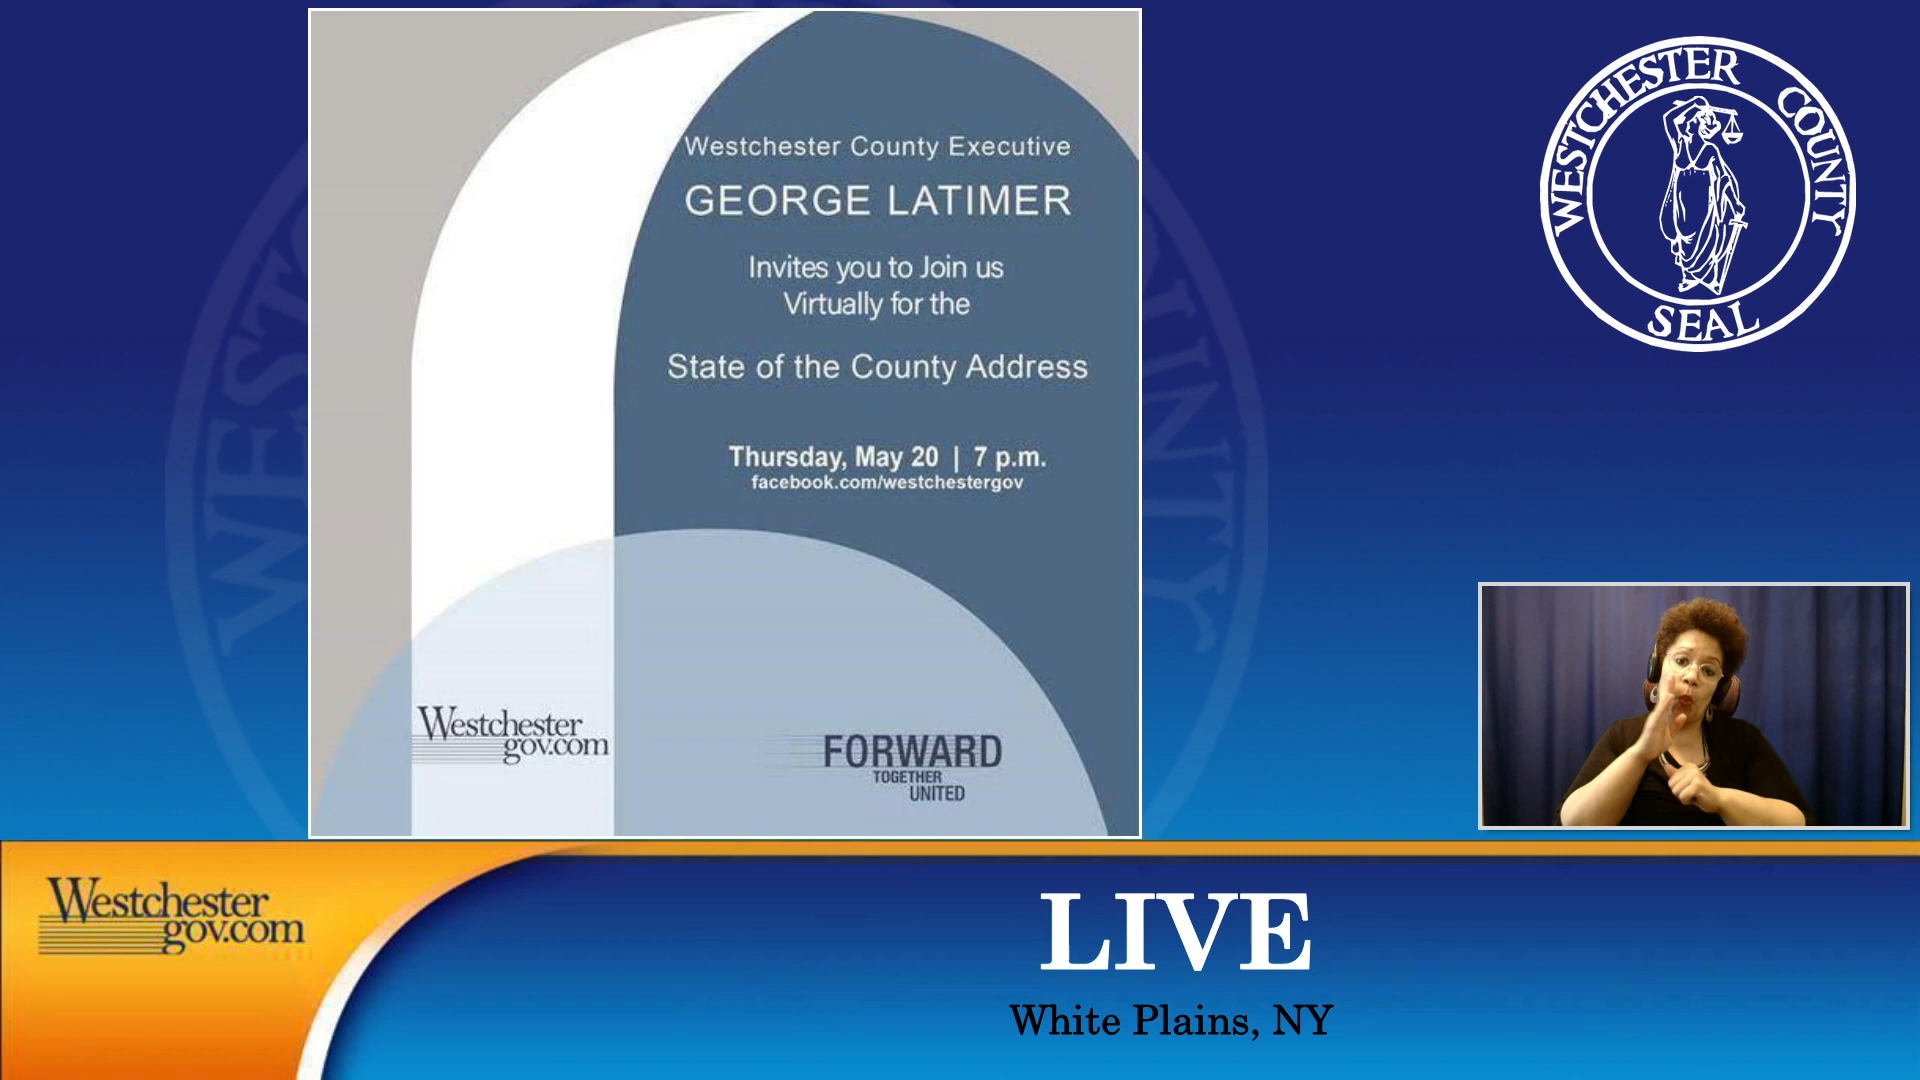 Westchester County Executive
GEORGE LATIMER
Invites you to Join us
Virtually for the
State of the County Address
Thursday, May 20 | 7 p.m.
facebook.com/westchestergov
Westchester
gov.com
FORWARD
TOGETHER
UNITED
WESTCHESTER COUNTY
SEAL
Westchester
gov.com
LIVE
White Plains, NY